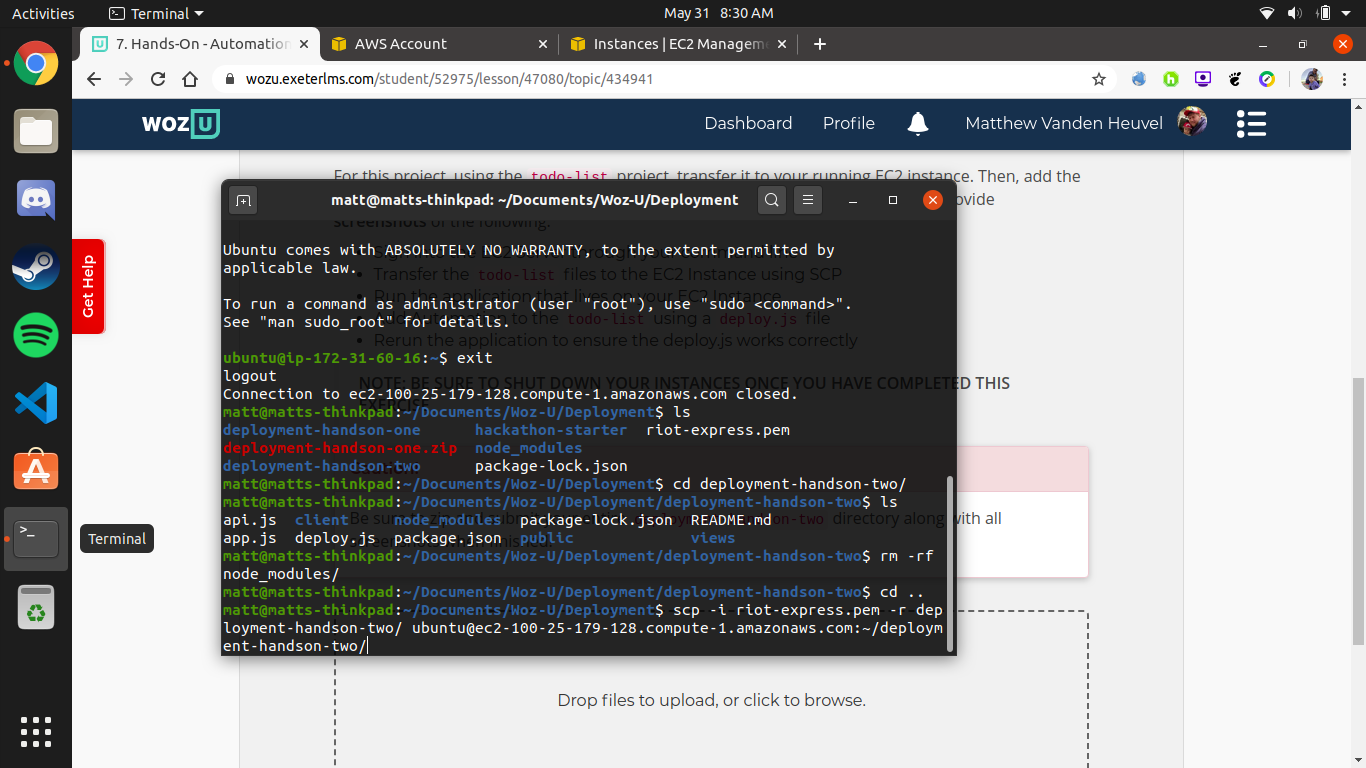 Activities
Terminal
May 31 8:30 AM
7. Hands-On - Automation
AWS Account
Instances | EC2 Managem
wozu.exeterlms.com/student/52975/lesson/47080/topic/434941
WOZ U
Dashboard
Profile
Matthew Vanden Heuvel
For this project, using the todo-list project, transfer it to your running EC2 instance. Then, add the
matt@matts-thinkpad: ~/Documents/Woz-U/Deployment
ovide
screenshots of the following:
Get Help
Ubuntu comes with ABSOLUTELY NO WARRANTY, to the extent permitted by
applicable law.
Transfer the todo-list files to the EC2 Instance using SCP
Run the application that lives on your EC2 Instance
To run a command as administrator (user "root"), use "sudo <command>".
Add Automation to the todo-list using a deploy.js file
See "man sudo_root" for details.
Rerun the application to ensure the deploy.js works correctly
ubuntu@ip-172-31-60-16:~$ exit
logout
NOTE: BE SURE TO SHUT DOWN YOUR INSTANCES ONCE YOU HAVE COMPLETED THIS
Connection to ec2-100-25-179-128.compute-1.amazonaws.com closed.
matt@matts-thinkpad:~/Documents/Woz-U/Deployment$ ls
deployment-handson-one hackathon-starter riot-express.pem
deployment-handson-one.zip node_modules
deployment-handson-two package-lock.json
matt@matts-thinkpad:~/Documents/Woz-U/Deployment$ cd deployment-handson-two/
matt@matts-thinkpad:~/Documents/Woz-U/Deployment/deployment-handson-two$ ls
api.js client node_modules package-lock.json README.md
Be sure to directory along with all
app.js deploy.js package.json public views
Terminal
matt@matts-thinkpad:~/Documents/Woz-U/Deployment/deployment-handson-two$ rm -rf
node_modules/
matt@matts-thinkpad:~/Documents/Woz-U/Deployment/deployment-handson-two$ cd ..
matt@matts-thinkpad:~/Documents/Woz-U/Deployment$ scp -i riot-express.pem -r dep
loyment-handson-two/ ubuntu@ec2-100-25-179-128.compute-1.amazonaws.com:~/deploym
ent-handson-two/
Drop files to upload, or click to browse.